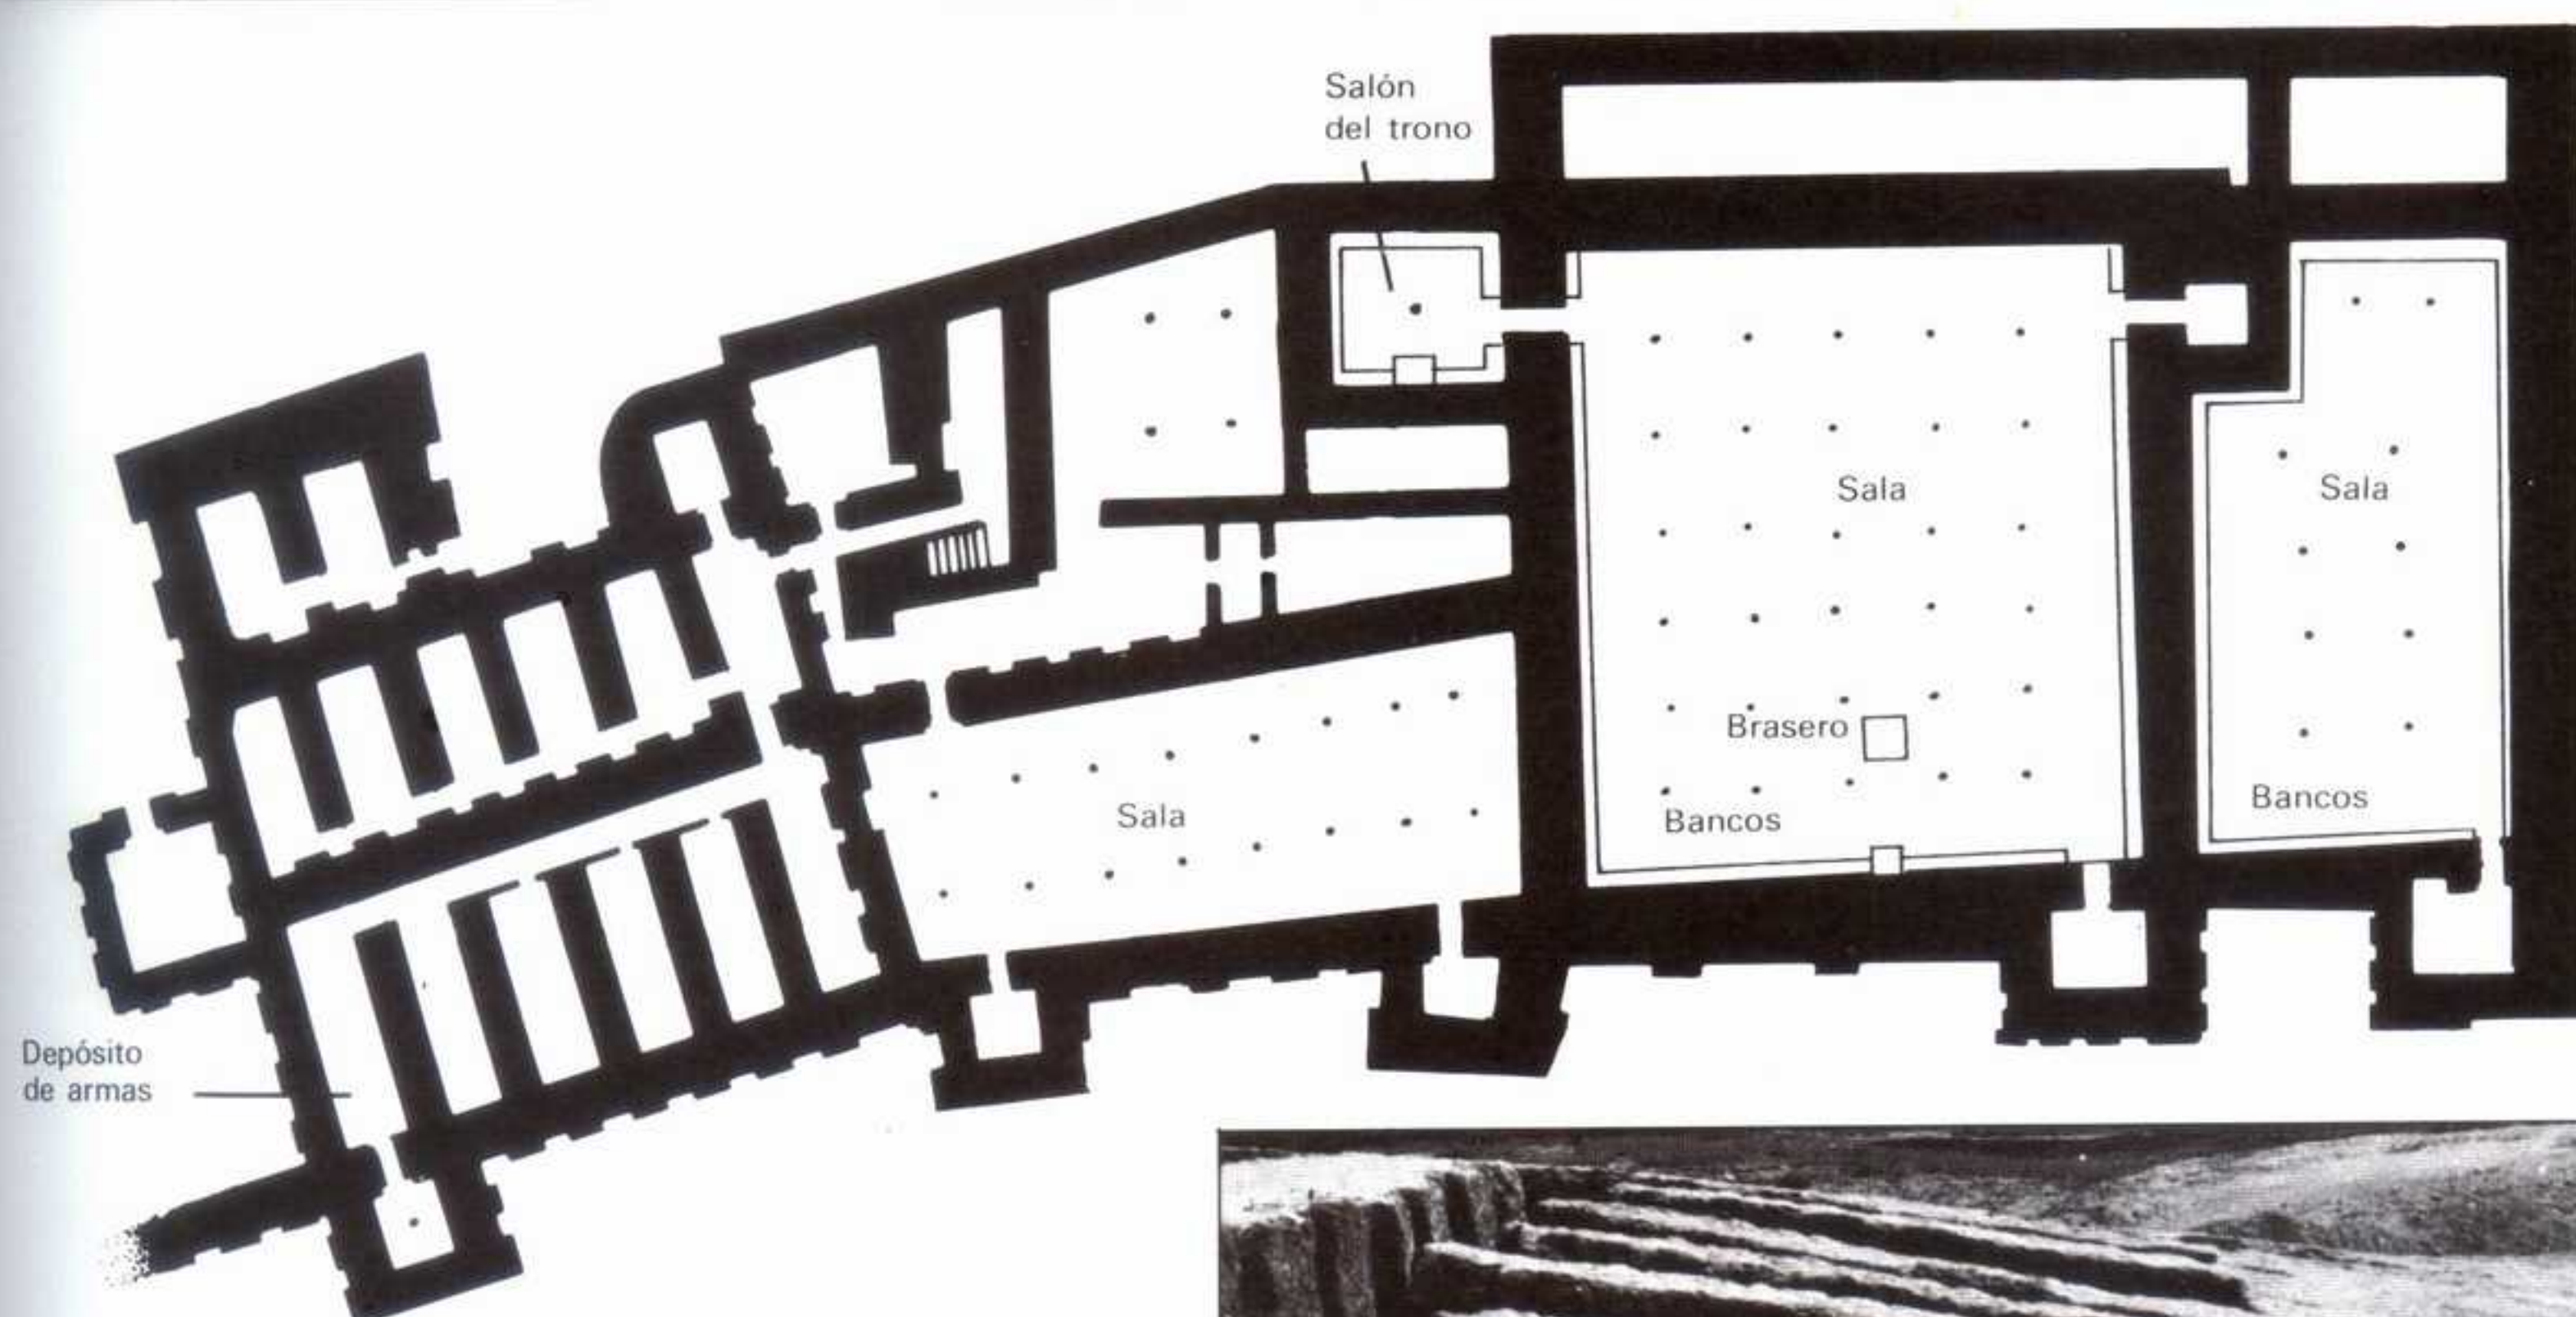 Salón
del trono
Sala
Sala
Brasero
Bancos
Bancos
Sala
Depósito
de armas